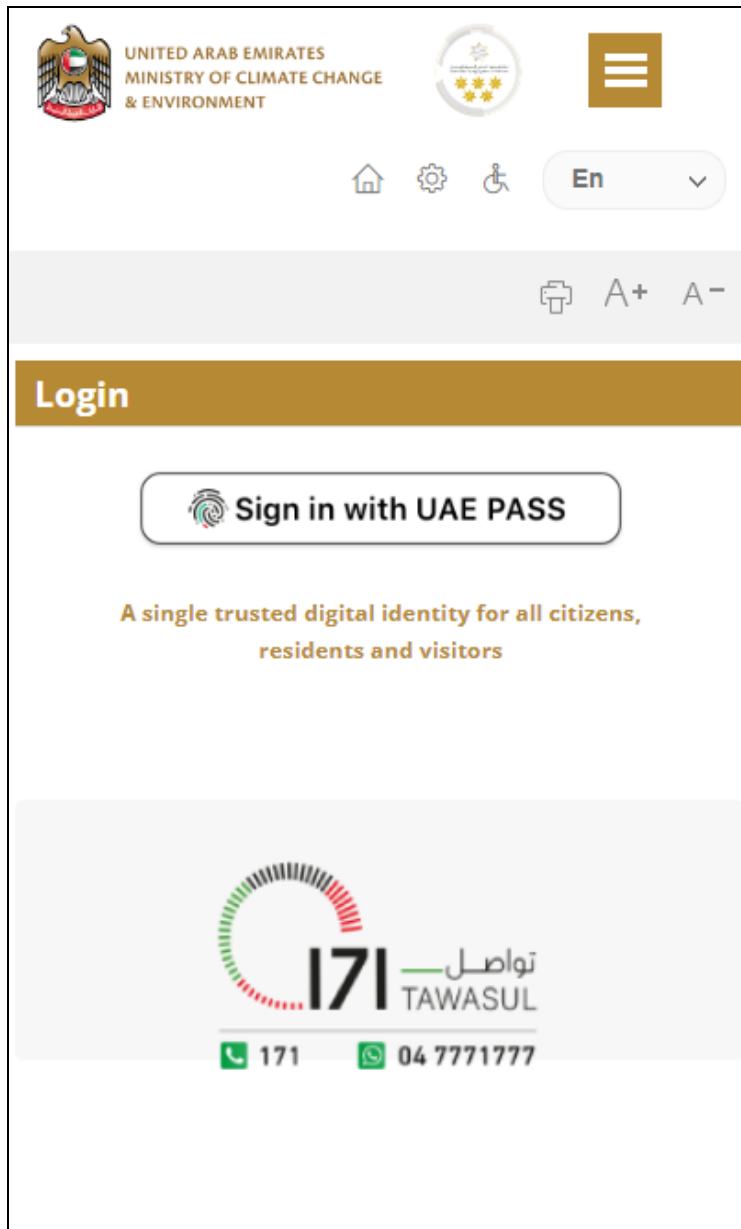 UNITED ARAB EMIRATES
MINISTRY OF CLIMATE CHANGE
& ENVIRONMENT
En
A+ A-
Login
Sign in with UAE PASS
A single trusted digital identity for all citizens,
residents and visitors
171 تواصل
TAWASUL
171 04 7771777